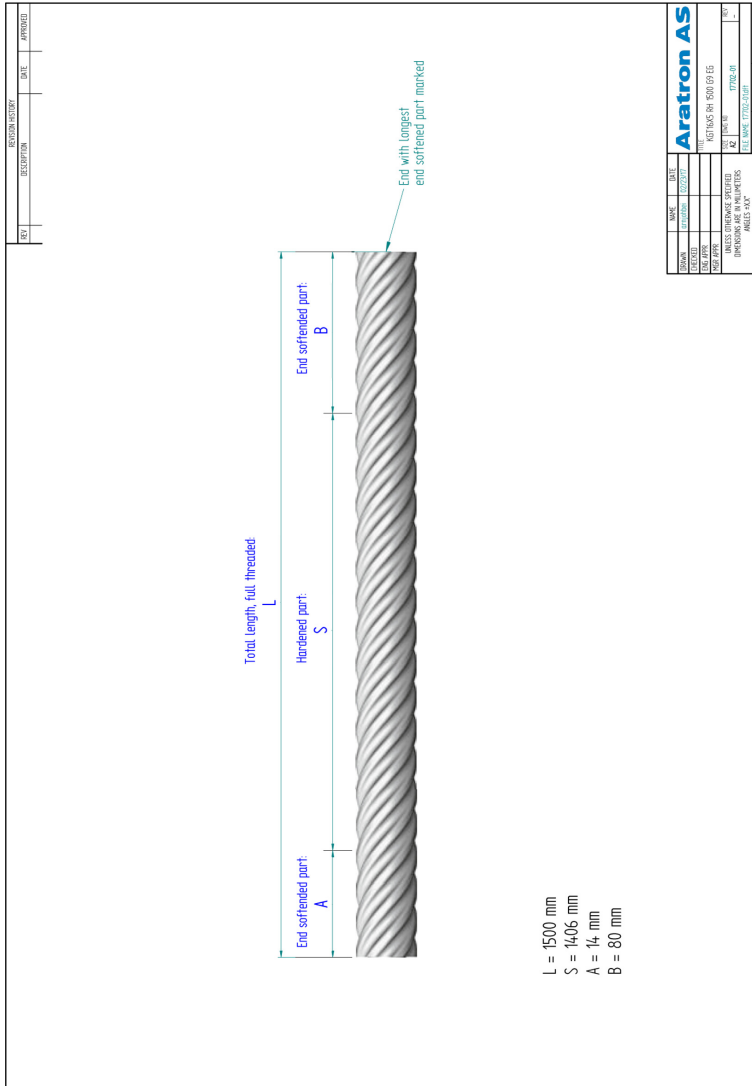 REVISION HISTORY
REV DESCRIPTION DATE APPROVED
Total length, full threaded:
L
End softended part:
A
Hardened part:
S
End softended part:
B
End with longest
end softened part marked
L = 1500 mm
S = 1406 mm
A = 14 mm
B = 80 mm
NAME DATE
DRAWN 02/23/17
CHECKED
ENG APPR
MGR APPR
UNLESS OTHERWISE SPECIFIED
DIMENSIONS ARE IN MILLIMETERS
ANGLES ±X.X°
Aratron AS
TITLE
KGT16X5 RH 1500 G9 EG
SIZE DWG NO REV
A2 17702-01 -
FILE NAME: 17702-01.dft